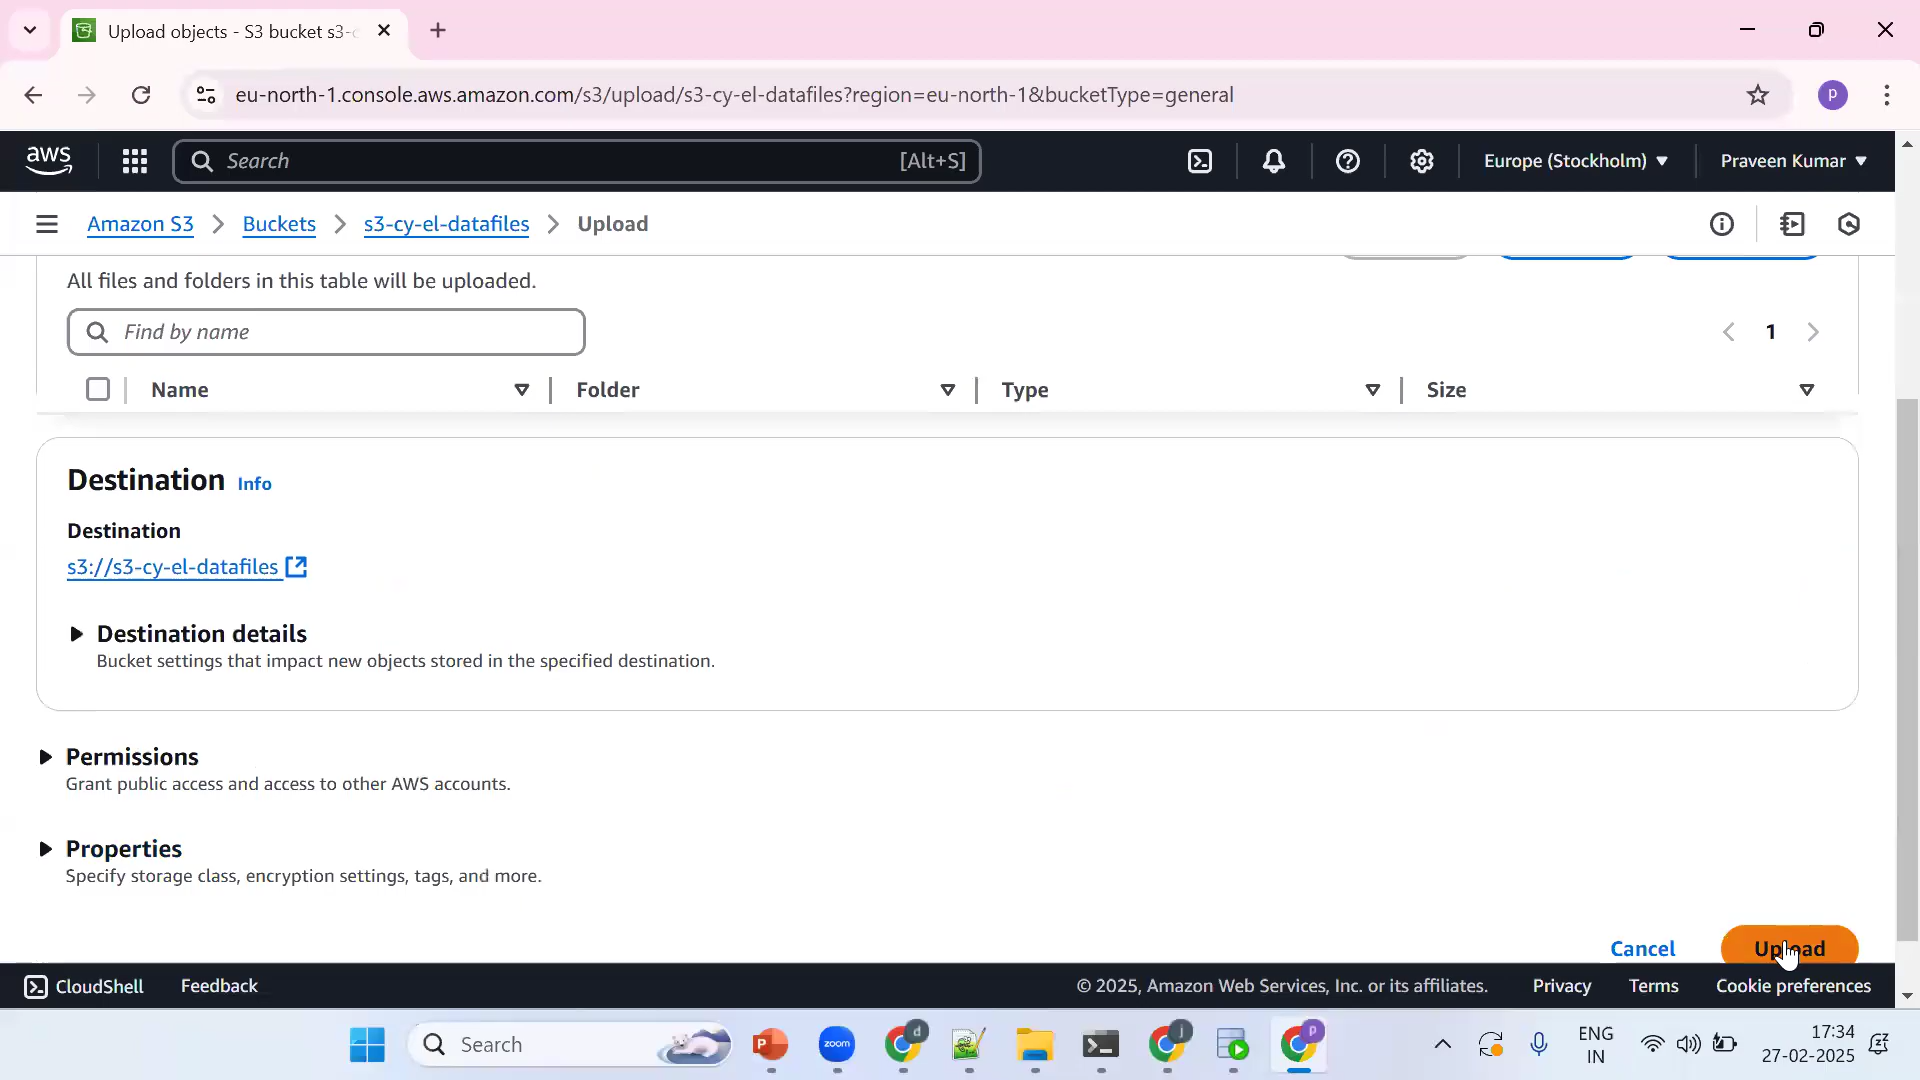 Upload objects - S3 bucket s3-c
eu-north-1.console.aws.amazon.com/s3/upload/s3-cy-el-datafiles?region=eu-north-1&bucketType=general
P
aws
Search
[Alt+S]
Europe (Stockholm)
Praveen Kumar
Amazon S3
Buckets
s3-cy-el-datafiles
Upload
All files and folders in this table will be uploaded.
Find by name
1
Name
Folder
Type
Size
Destination Info
Destination
s3://s3-cy-el-datafiles
Destination details
Bucket settings that impact new objects stored in the specified destination.
Permissions
Grant public access and access to other AWS accounts.
Properties
Specify storage class, encryption settings, tags, and more.
Cancel
Upload
CloudShell
Feedback
© 2025, Amazon Web Services, Inc. or its affiliates.
Privacy
Terms
Cookie preferences
Search
P
zoom
d
j
P
ENG
IN
17:34
27-02-2025